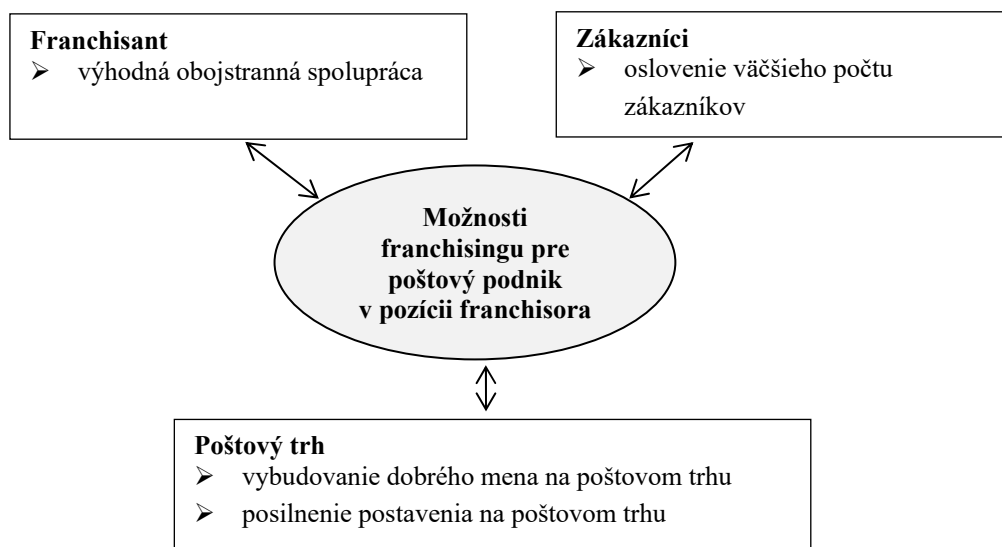 Franchisant
➢ výhodná obojstranná spolupráca
Zákazníci
➢ oslovenie väčšieho počtu
zákazníkov
Možnosti
franchisingu pre
poštový podnik
v pozícii franchisora
Poštový trh
➢ vybudovanie dobrého mena na poštovom trhu
➢ posilnenie postavenia na poštovom trhu